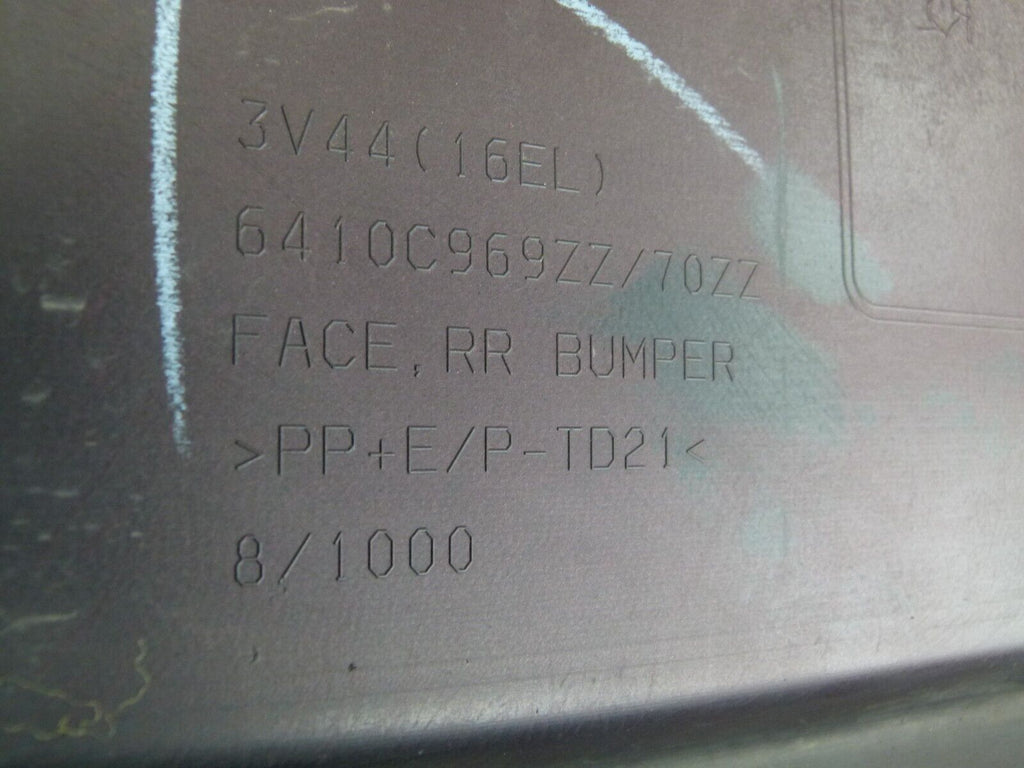 3V44(16EL)
6410C969ZZ/70ZZ
FACE, RR BUMPER
>PP+E/P-TD21<
8/1000